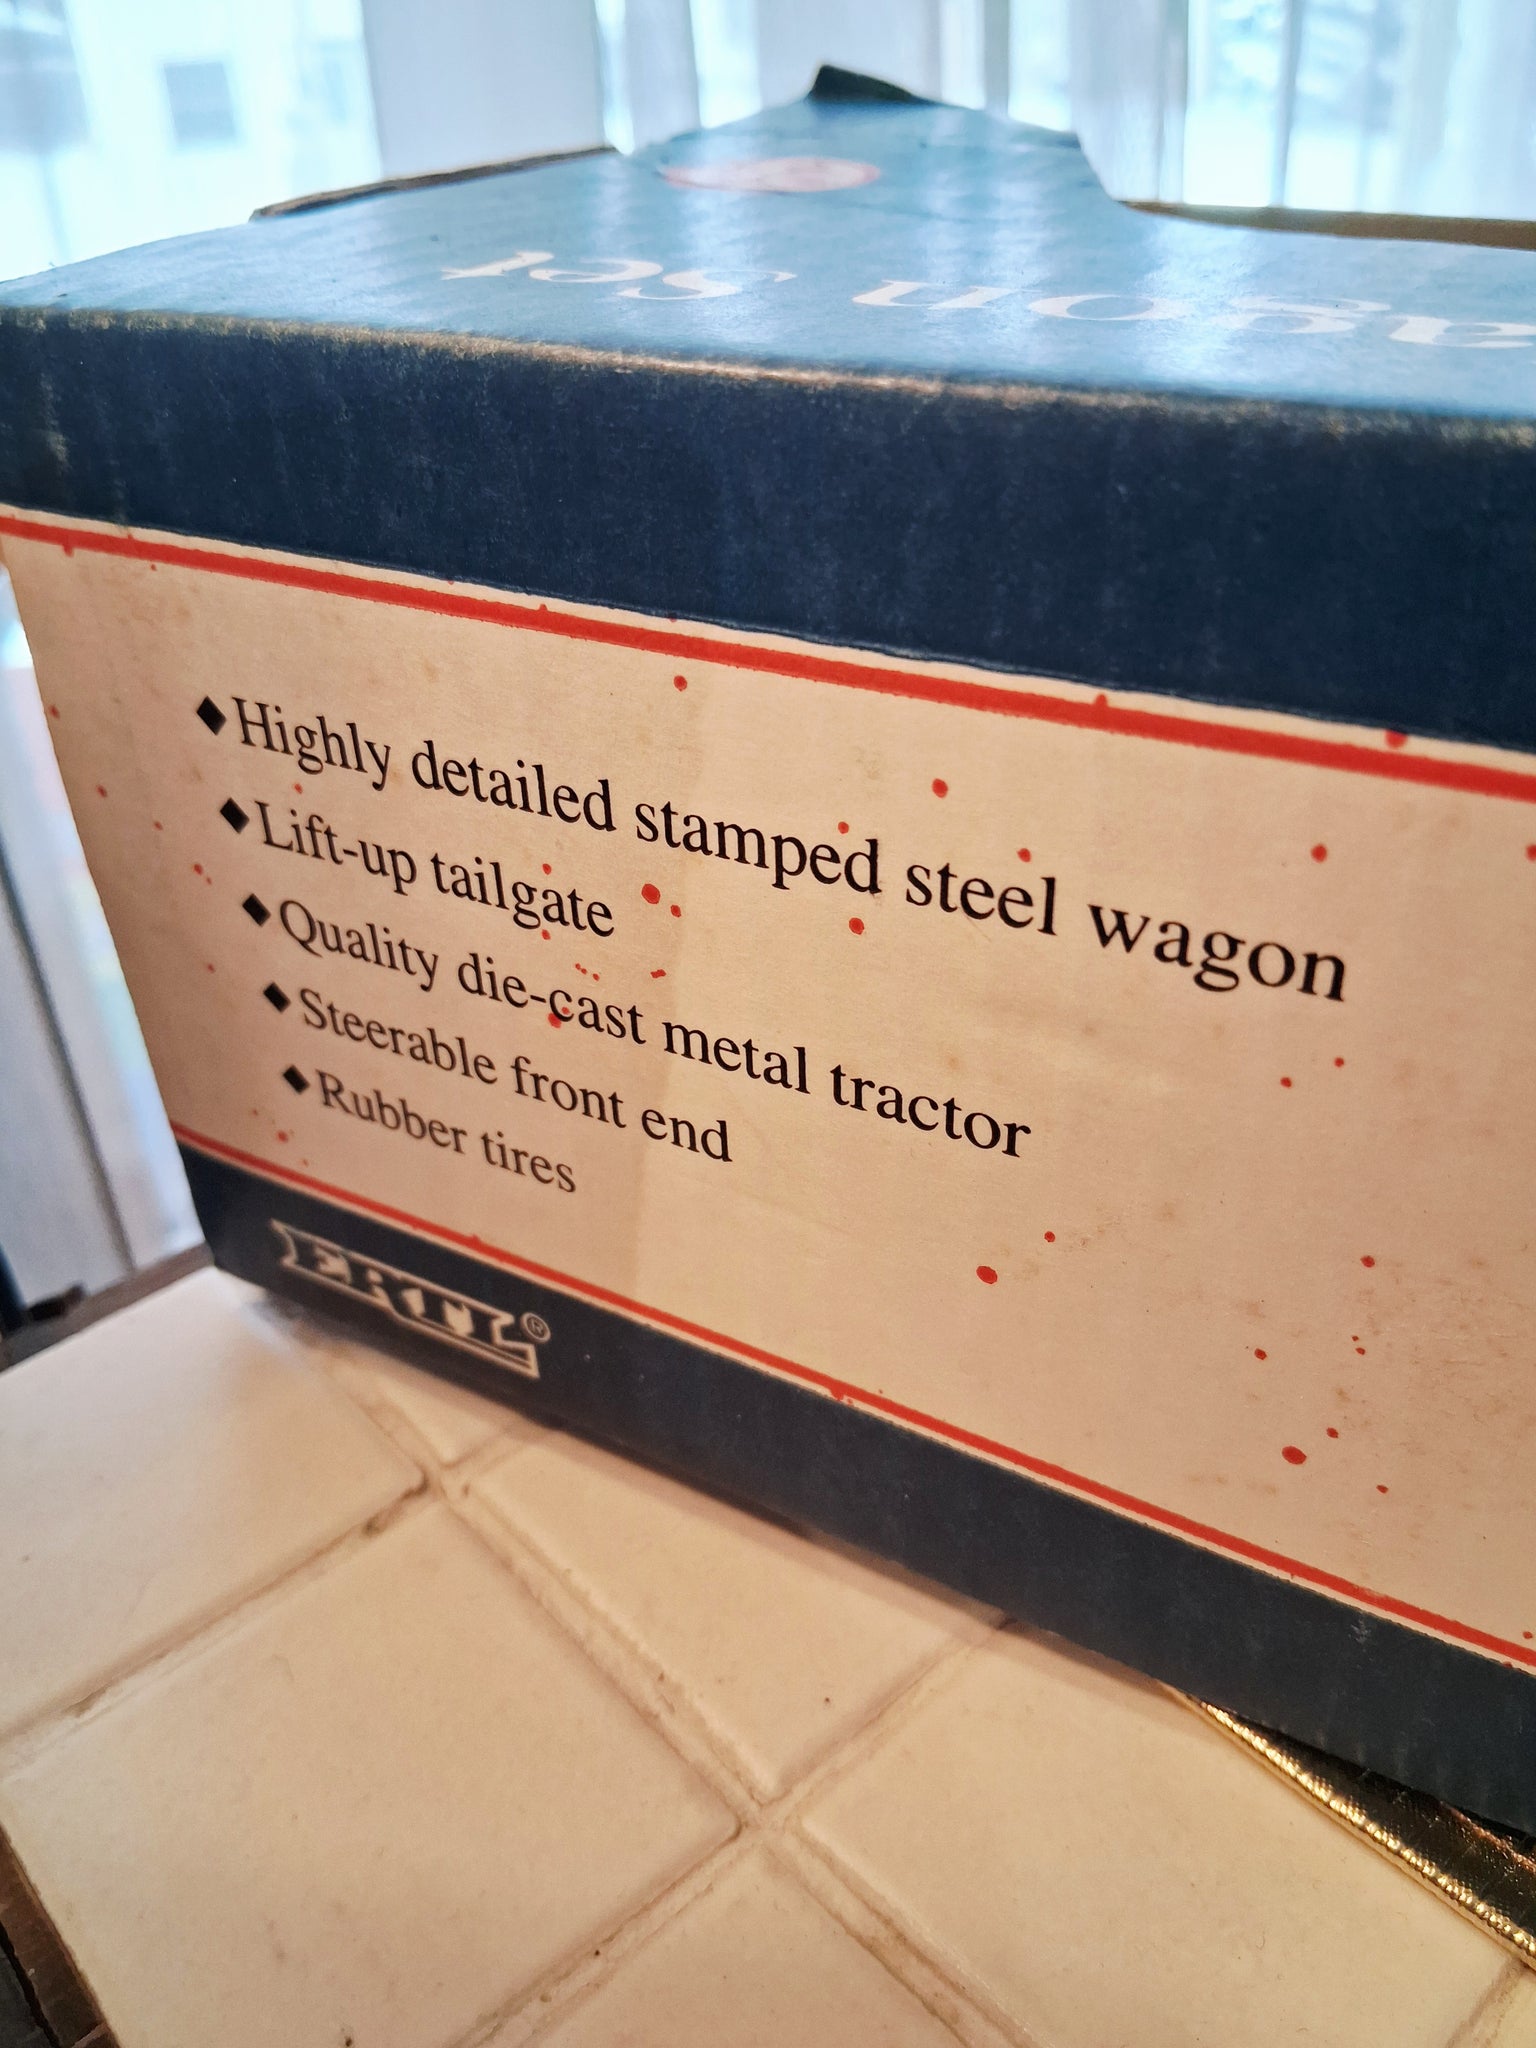 agon Set
◆Highly detailed stamped steel wagon
◆Lift-up tailgate
◆Quality die-cast metal tractor
◆Steerable front end
◆Rubber tires
ERTL®